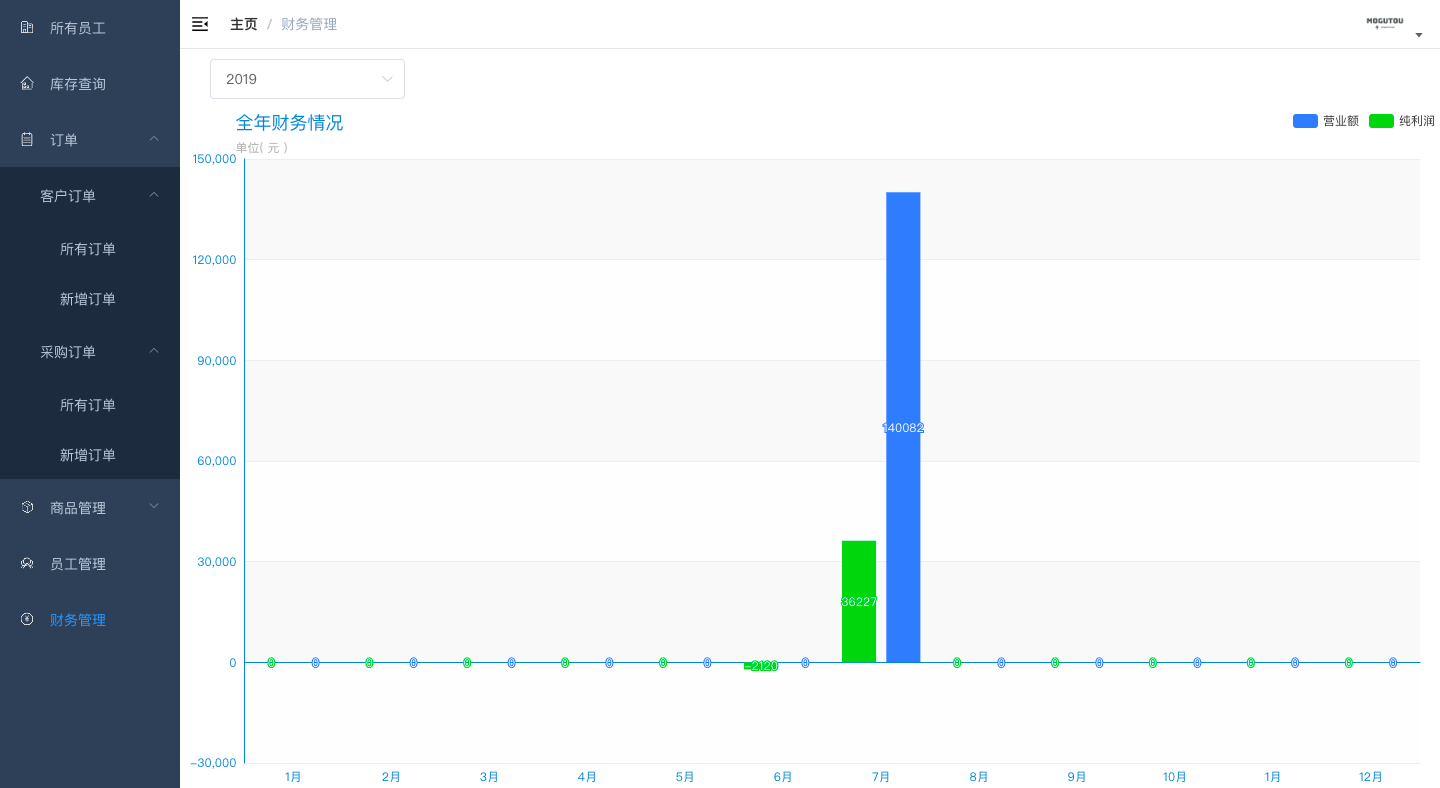 所有员工
库存查询
订单
客户订单
所有订单
新增订单
采购订单
所有订单
新增订单
商品管理
员工管理
财务管理
主页 / 财务管理
MOGUTOU
2019
全年财务情况
单位( 元 )
营业额 纯利润
150,000
120,000
90,000
60,000
30,000
0
-30,000
140082
36227
-2120
0 0 0 0 0 0 0 0 0 0 0 0 0 0 0 0 0 0 0 0 0
1月 2月 3月 4月 5月 6月 7月 8月 9月 10月 1月 12月